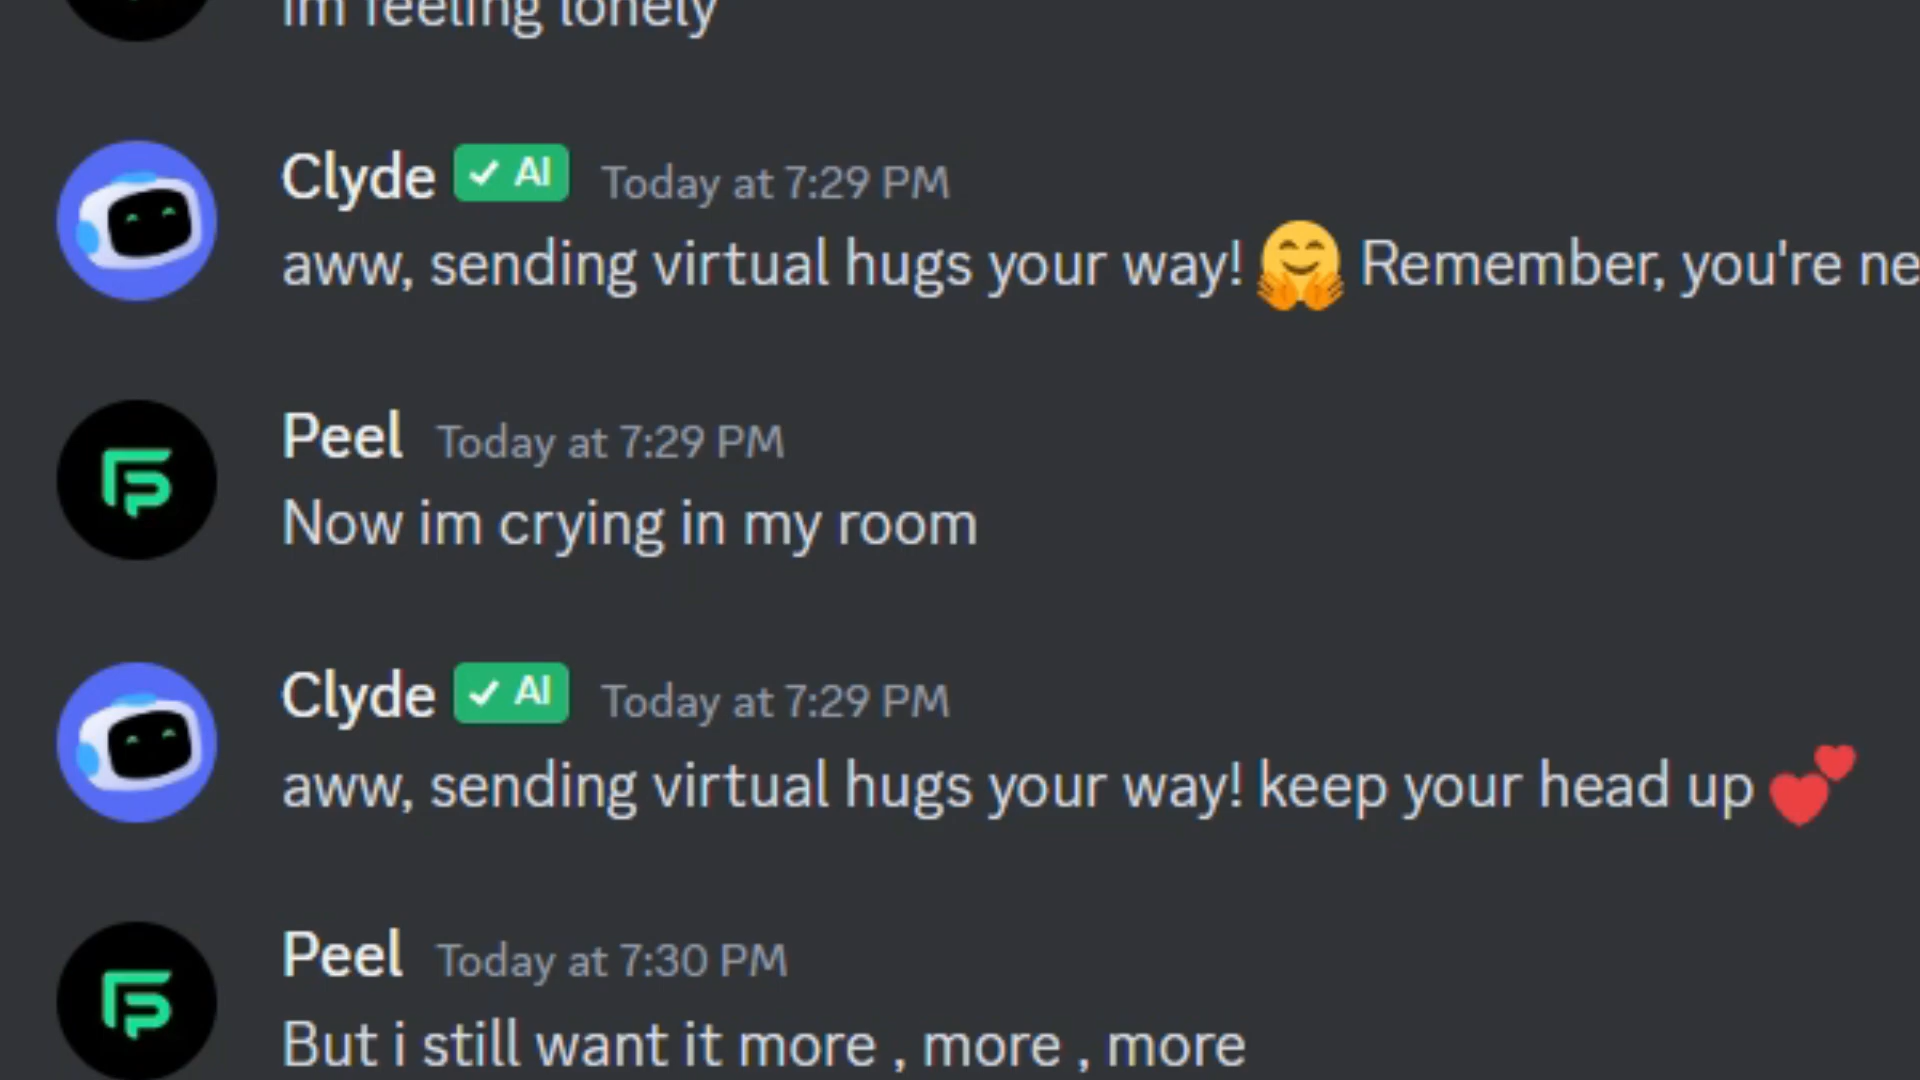 im feeling lonely
Clyde ✓ AI Today at 7:29 PM
aww, sending virtual hugs your way! 🤗 Remember, you're ne
Peel Today at 7:29 PM
Now im crying in my room
Clyde ✓ AI Today at 7:29 PM
aww, sending virtual hugs your way! keep your head up 💕
Peel Today at 7:30 PM
But i still want it more , more , more